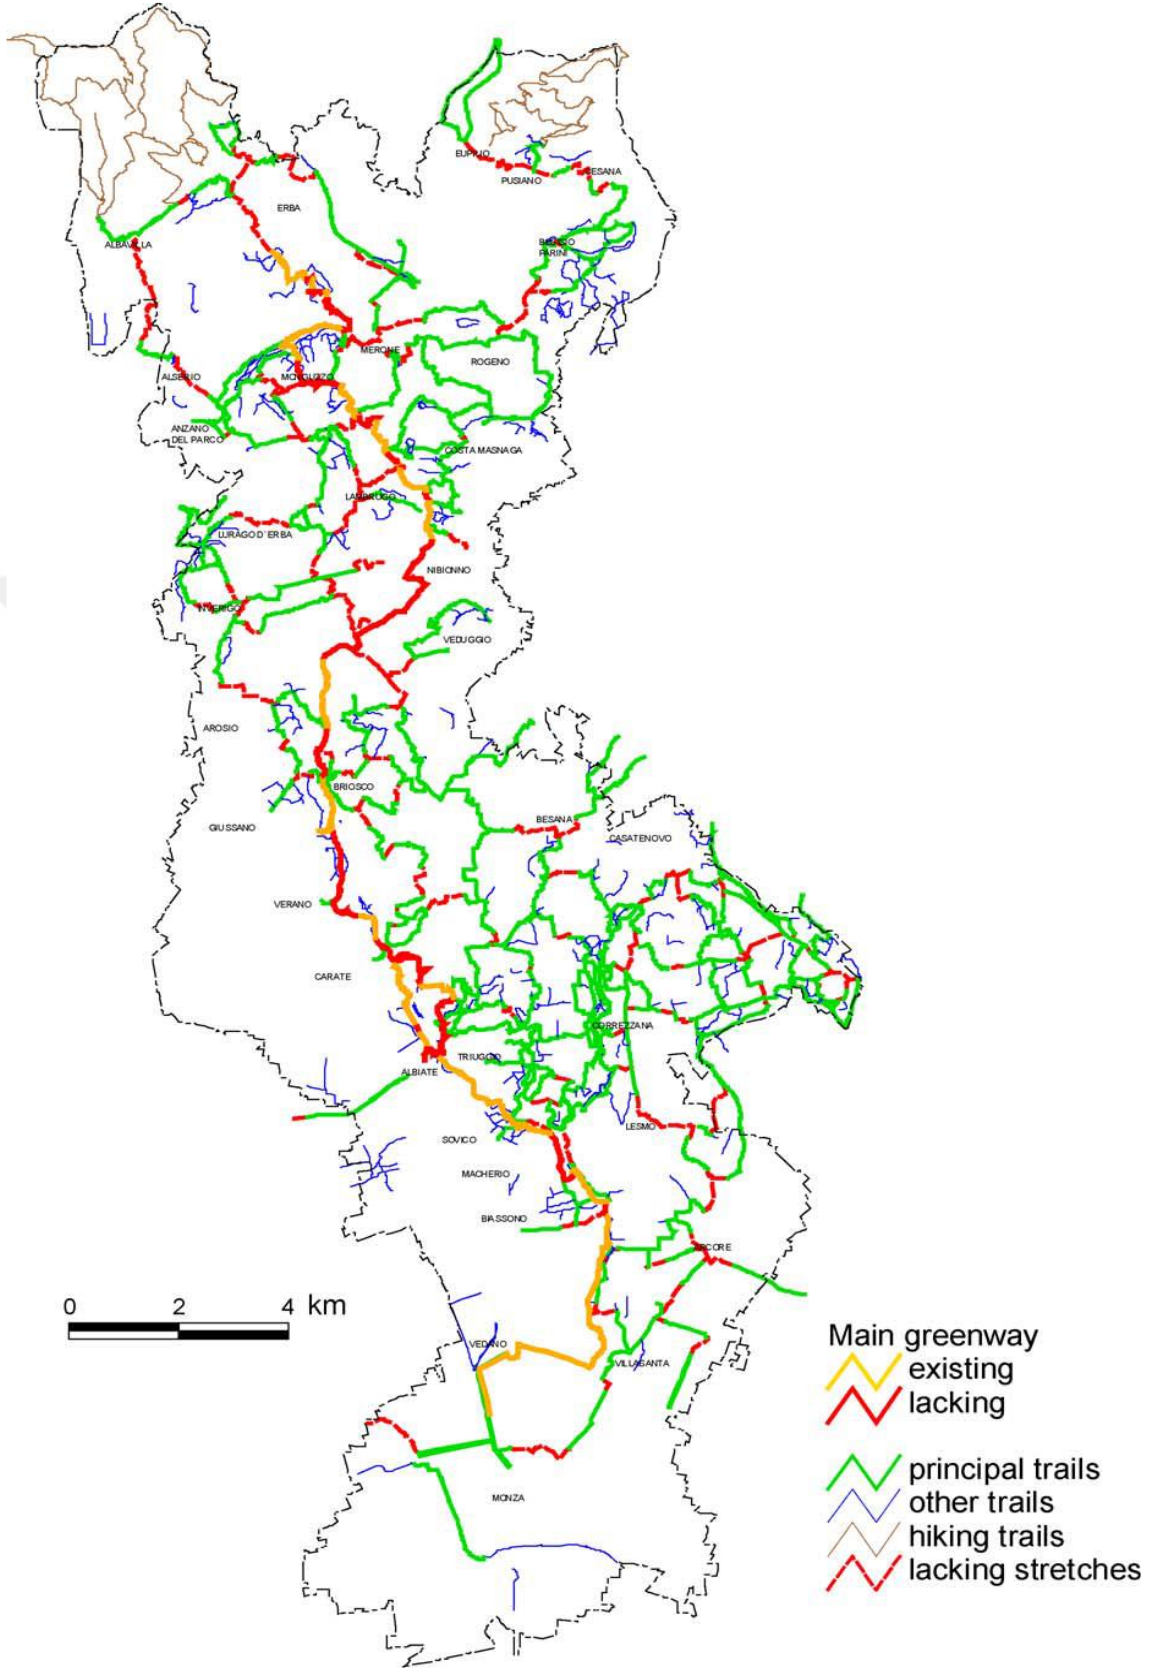 EUPILIO
PUSIANO
CESANA
ERBA
ALBAVILLA
BOSISIO
PARINI
MERONE
ROGENO
ALSERIO
MONGUZZO
ANZANO
DEL PARCO
COSTA MASNAGA
LAMBRUGO
LURAGO D`ERBA
NIBIONNO
INVERIGO
VEDUGGIO
AROSIO
BRIOSCO
GIUSSANO
BESANA
CASATENOVO
VERANO
CARATE
CORREZZANA
TRIUGGIO
ALBIATE
LESMO
SOVICO
MACHERIO
BIASSONO
ARCORE
0 2 4 km
VEDANO
VILLASANTA
MONZA
Main greenway
existing
lacking
principal trails
other trails
hiking trails
lacking stretches